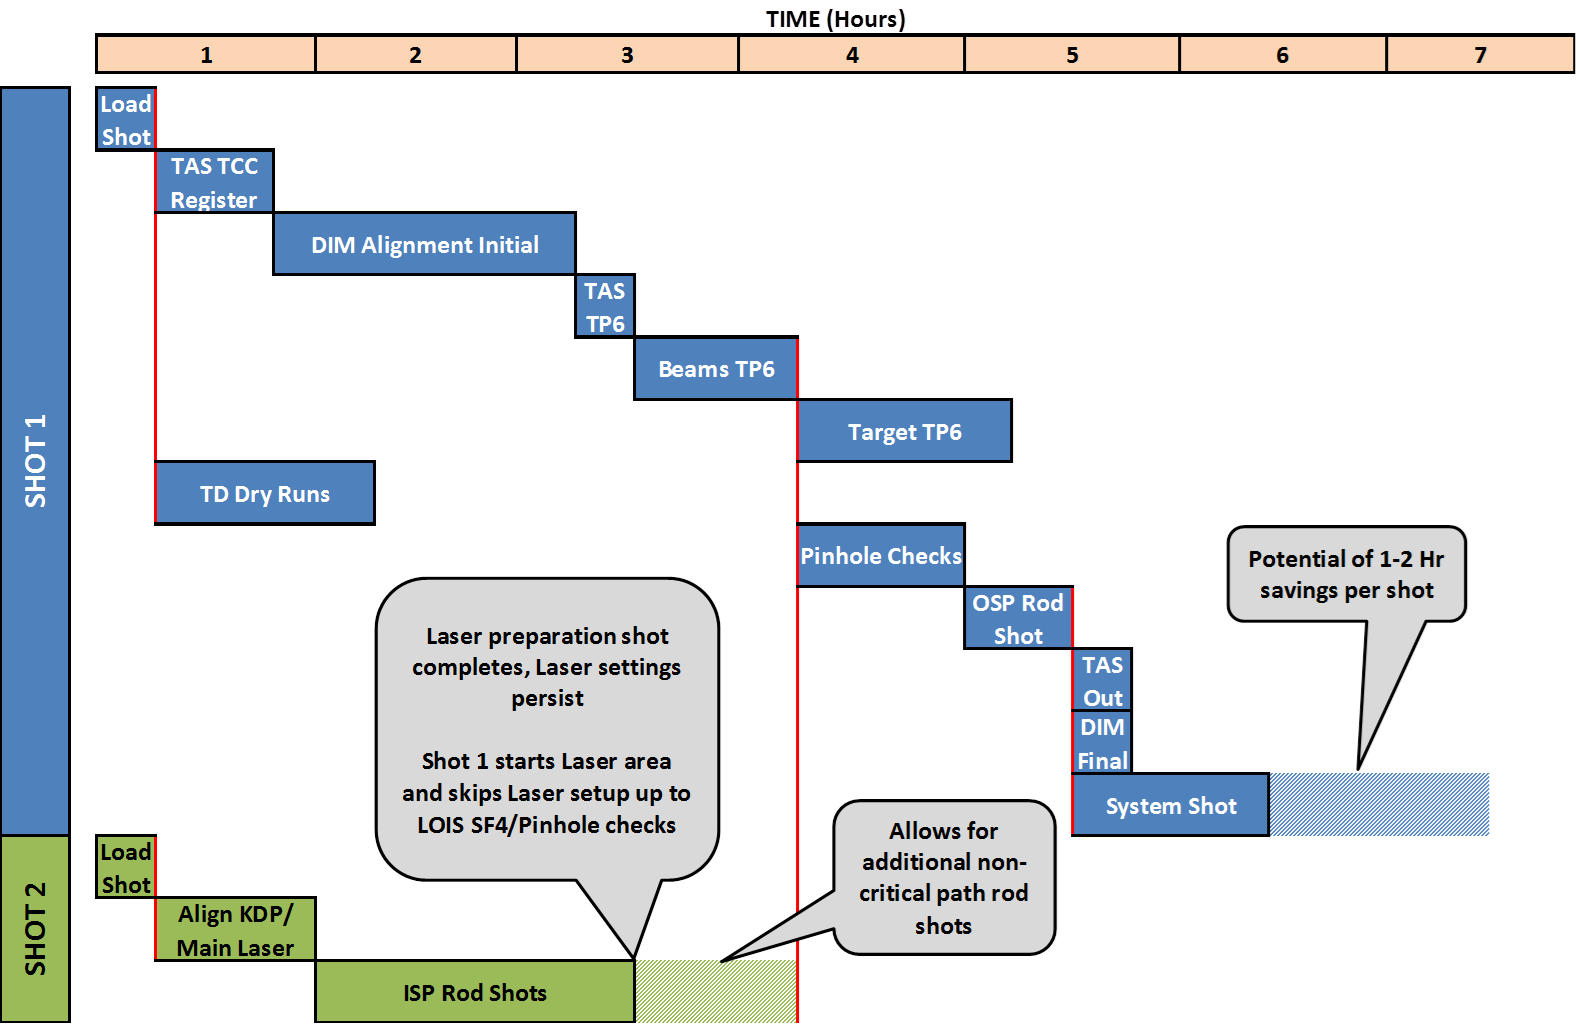 TIME (Hours)
1 2 3 4 5 6 7
SHOT 1
Load
Shot
TAS TCC
Register
DIM Alignment Initial
TAS
TP6
Beams TP6
Target TP6
TD Dry Runs
Pinhole Checks
OSP Rod
Shot
TAS
Out
DIM
Final
System Shot
Potential of 1-2 Hr
savings per shot
Laser preparation shot
completes, Laser settings
persist
Shot 1 starts Laser area
and skips Laser setup up to
LOIS SF4/Pinhole checks
Allows for
additional non-
critical path rod
shots
SHOT 2
Load
Shot
Align KDP/
Main Laser
ISP Rod Shots